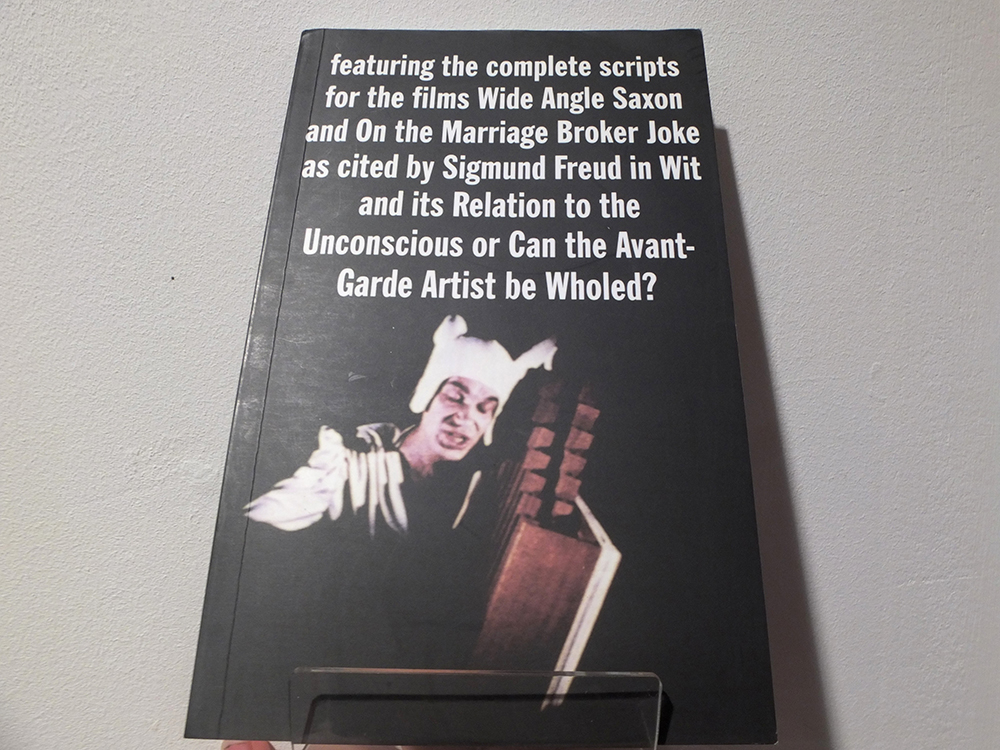 featuring the complete scripts
for the films Wide Angle Saxon
and On the Marriage Broker Joke
as cited by Sigmund Freud in Wit
and its Relation to the
Unconscious or Can the Avant-
Garde Artist be Wholed?